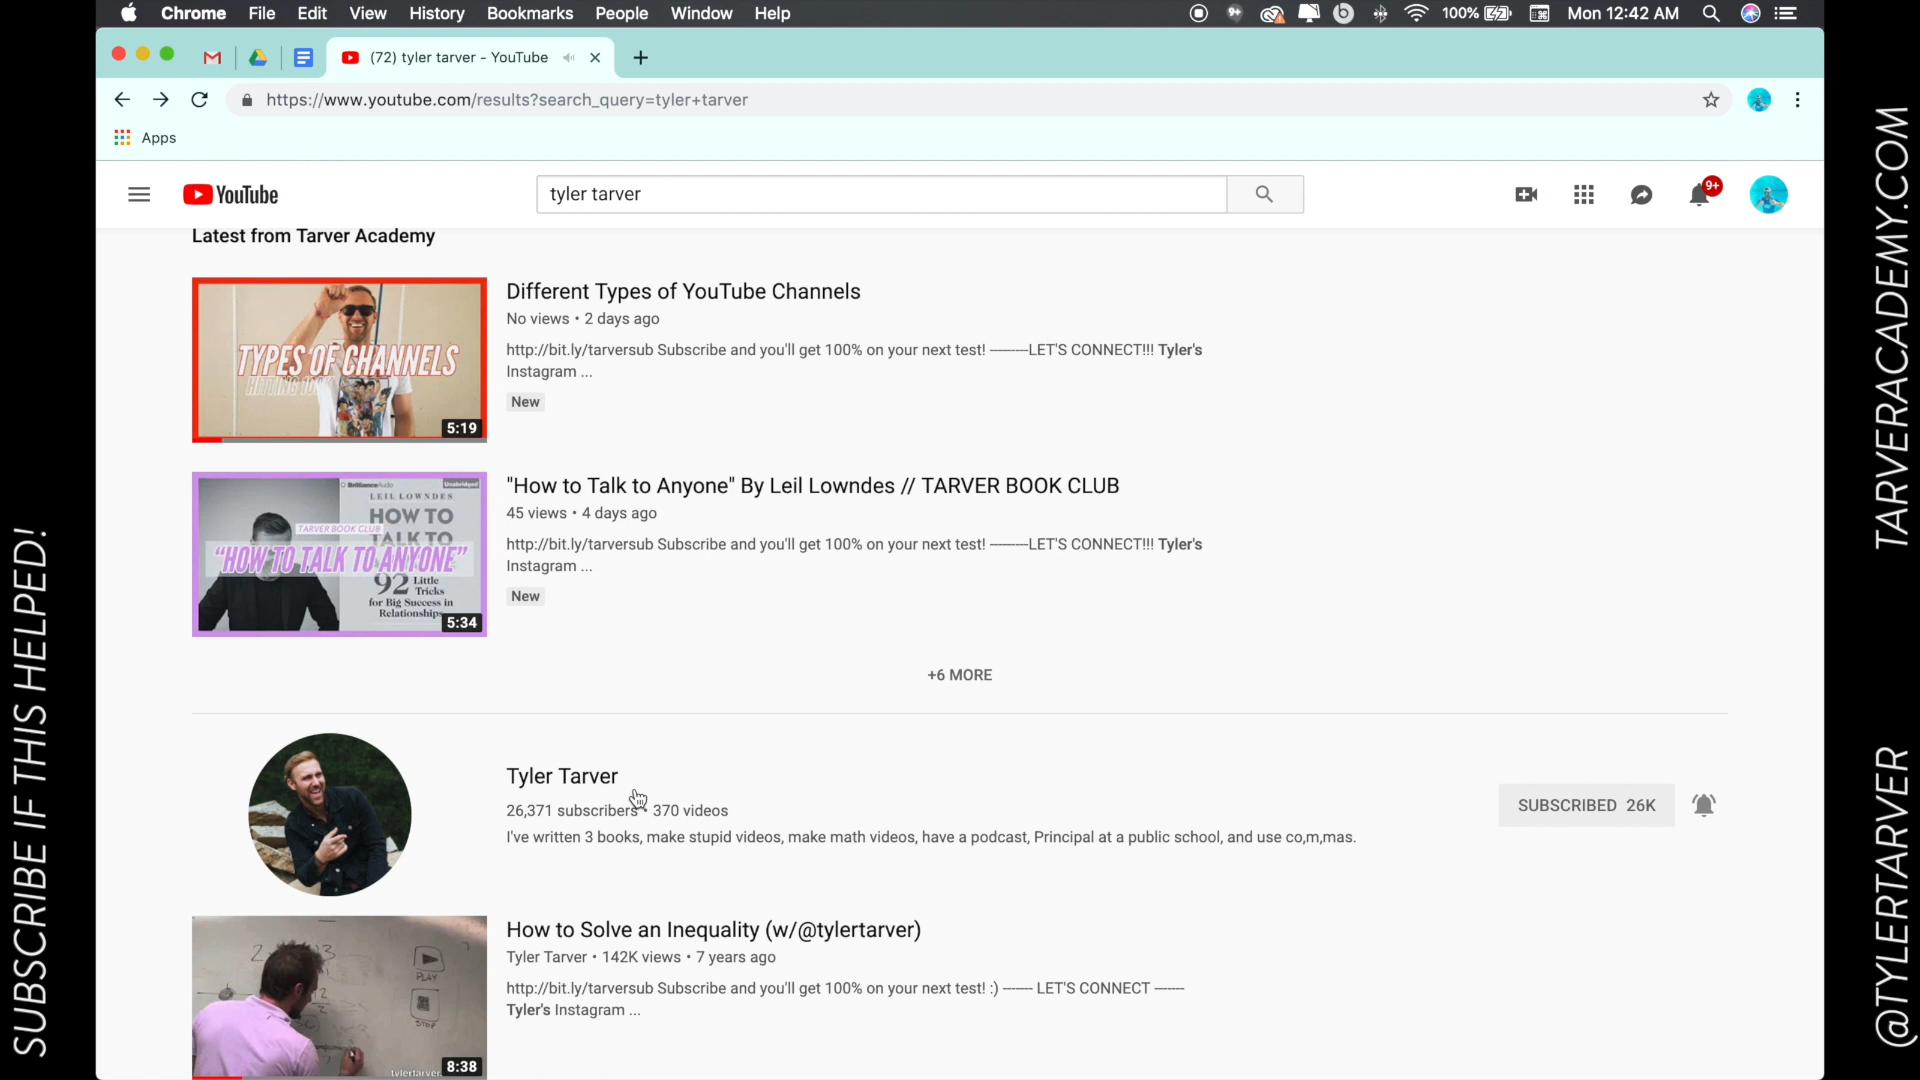 Chrome File Edit View History Bookmarks People Window Help
9+ 100% Mon 12:42 AM
(72) tyler tarver - YouTube
https://www.youtube.com/results?search_query=tyler+tarver
Apps
YouTube
tyler tarver
9+
Latest from Tarver Academy
TYPES OF CHANNELS
5:19
Different Types of YouTube Channels
No views • 2 days ago
http://bit.ly/tarversub Subscribe and you'll get 100% on your next test! ---------LET'S CONNECT!!! Tyler's
Instagram ...
New
BrillianceAudio Unabridged
LEIL LOWNDES
HOW TO
TALK TO
TARVER BOOK CLUB
"HOW TO TALK TO ANYONE"
92 Little
Tricks
for Big Success in
Relationships
5:34
"How to Talk to Anyone" By Leil Lowndes // TARVER BOOK CLUB
45 views • 4 days ago
http://bit.ly/tarversub Subscribe and you'll get 100% on your next test! ---------LET'S CONNECT!!! Tyler's
Instagram ...
New
+6 MORE
Tyler Tarver
26,371 subscribers • 370 videos
I've written 3 books, make stupid videos, make math videos, have a podcast, Principal at a public school, and use co,m,mas.
SUBSCRIBED 26K
PLAY
STOP
tylertarver
8:38
How to Solve an Inequality (w/@tylertarver)
Tyler Tarver • 142K views • 7 years ago
http://bit.ly/tarversub Subscribe and you'll get 100% on your next test! :) ------- LET'S CONNECT -------
Tyler's Instagram ...
SUBSCRIBE IF THIS HELPED!
TARVERACADEMY.COM
@TYLERTARVER